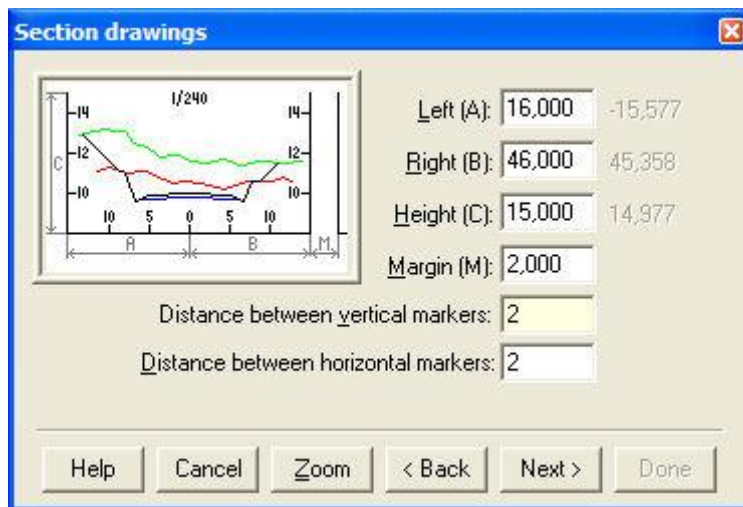 Section drawings
1/240
14 14
12 12
C
10 10
10 5 0 5 10
A B M
Left (A): 16,000 -15,577
Right (B): 46,000 45,358
Height (C): 15,000 14,977
Margin (M): 2,000
Distance between vertical markers: 2
Distance between horizontal markers: 2
Help Cancel Zoom < Back Next > Done